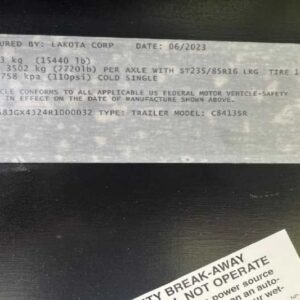 URED BY: LAKOTA CORP DATE: 06/2023
3 kg (15440 lb)
3502 kg (7720lb) PER AXLE WITH ST235/85R16 LRG TIRE
758 kpa (110psi) COLD SINGLE
ICLE CONFORMS TO ALL APPLICABLE US FEDERAL MOTOR VEHICLE-SAFETY
IN EFFECT ON THE DATE OF MANUFACTURE SHOWN ABOVE.
TYPE: TRAILER MODEL: C8413SR
TY BREAK-AWAY
NOT OPERATE
power source
n an auto-
wet-